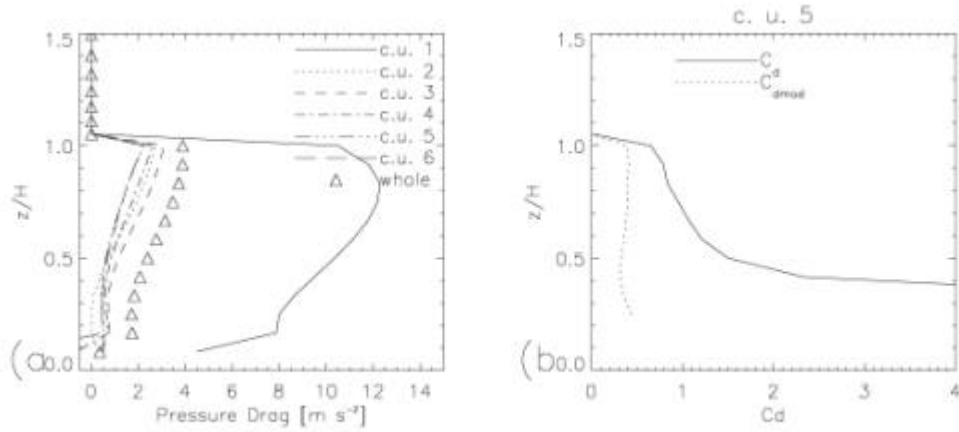 c. u. 5
1.5
1.0
0.5
0.0
z/H
(a
c.u. 1
c.u. 2
c.u. 3
c.u. 4
c.u. 5
c.u. 6
whole
0 2 4 6 8 10 12 14
Pressure Drag [m s⁻²]
1.5
1.0
0.5
0.0
z/H
(b
C_d
C_dmod
0 1 2 3 4
Cd